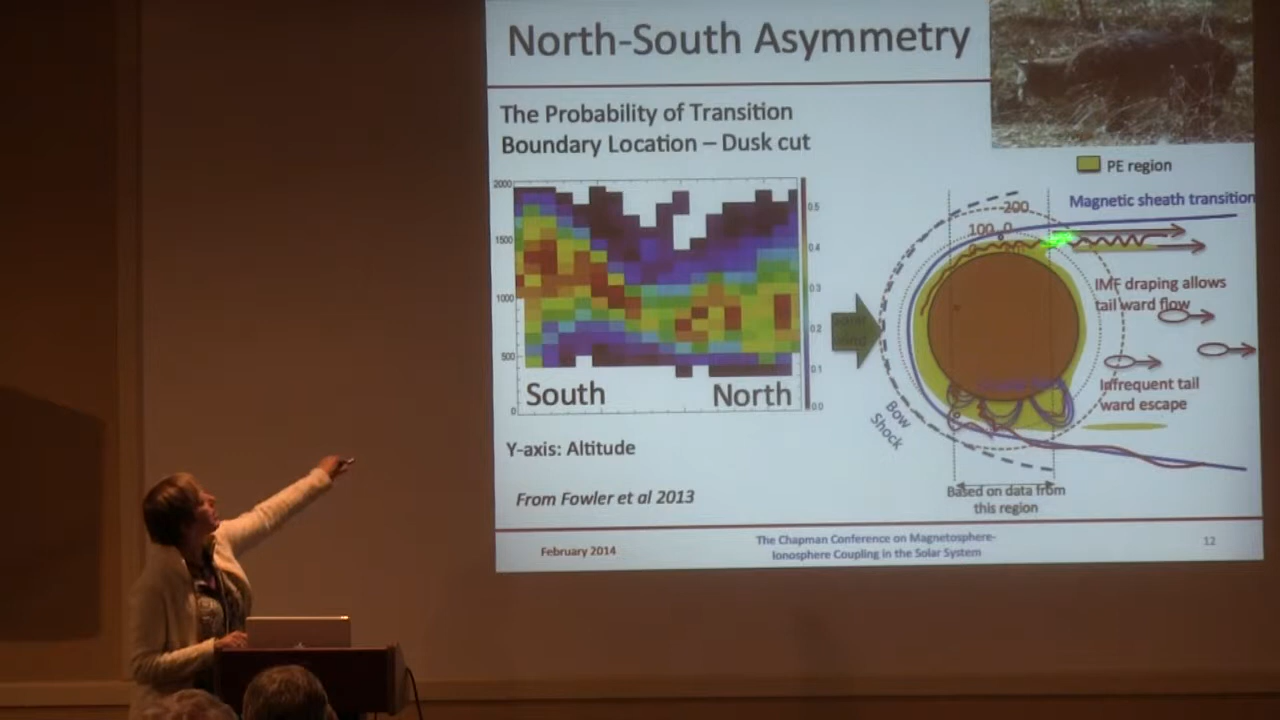 North-South Asymmetry
The Probability of Transition
Boundary Location – Dusk cut
2000
1500
1000
500
0
0.5
0.4
0.3
0.2
0.1
0.0
South
North
Y-axis: Altitude
From Fowler et al 2013
PE region
Magnetic sheath transition
200
100
0
IMF draping allows
tail ward flow
Infrequent tail
ward escape
Bow
Shock
Based on data from
this region
February 2014
The Chapman Conference on Magnetosphere-
Ionosphere Coupling in the Solar System
12